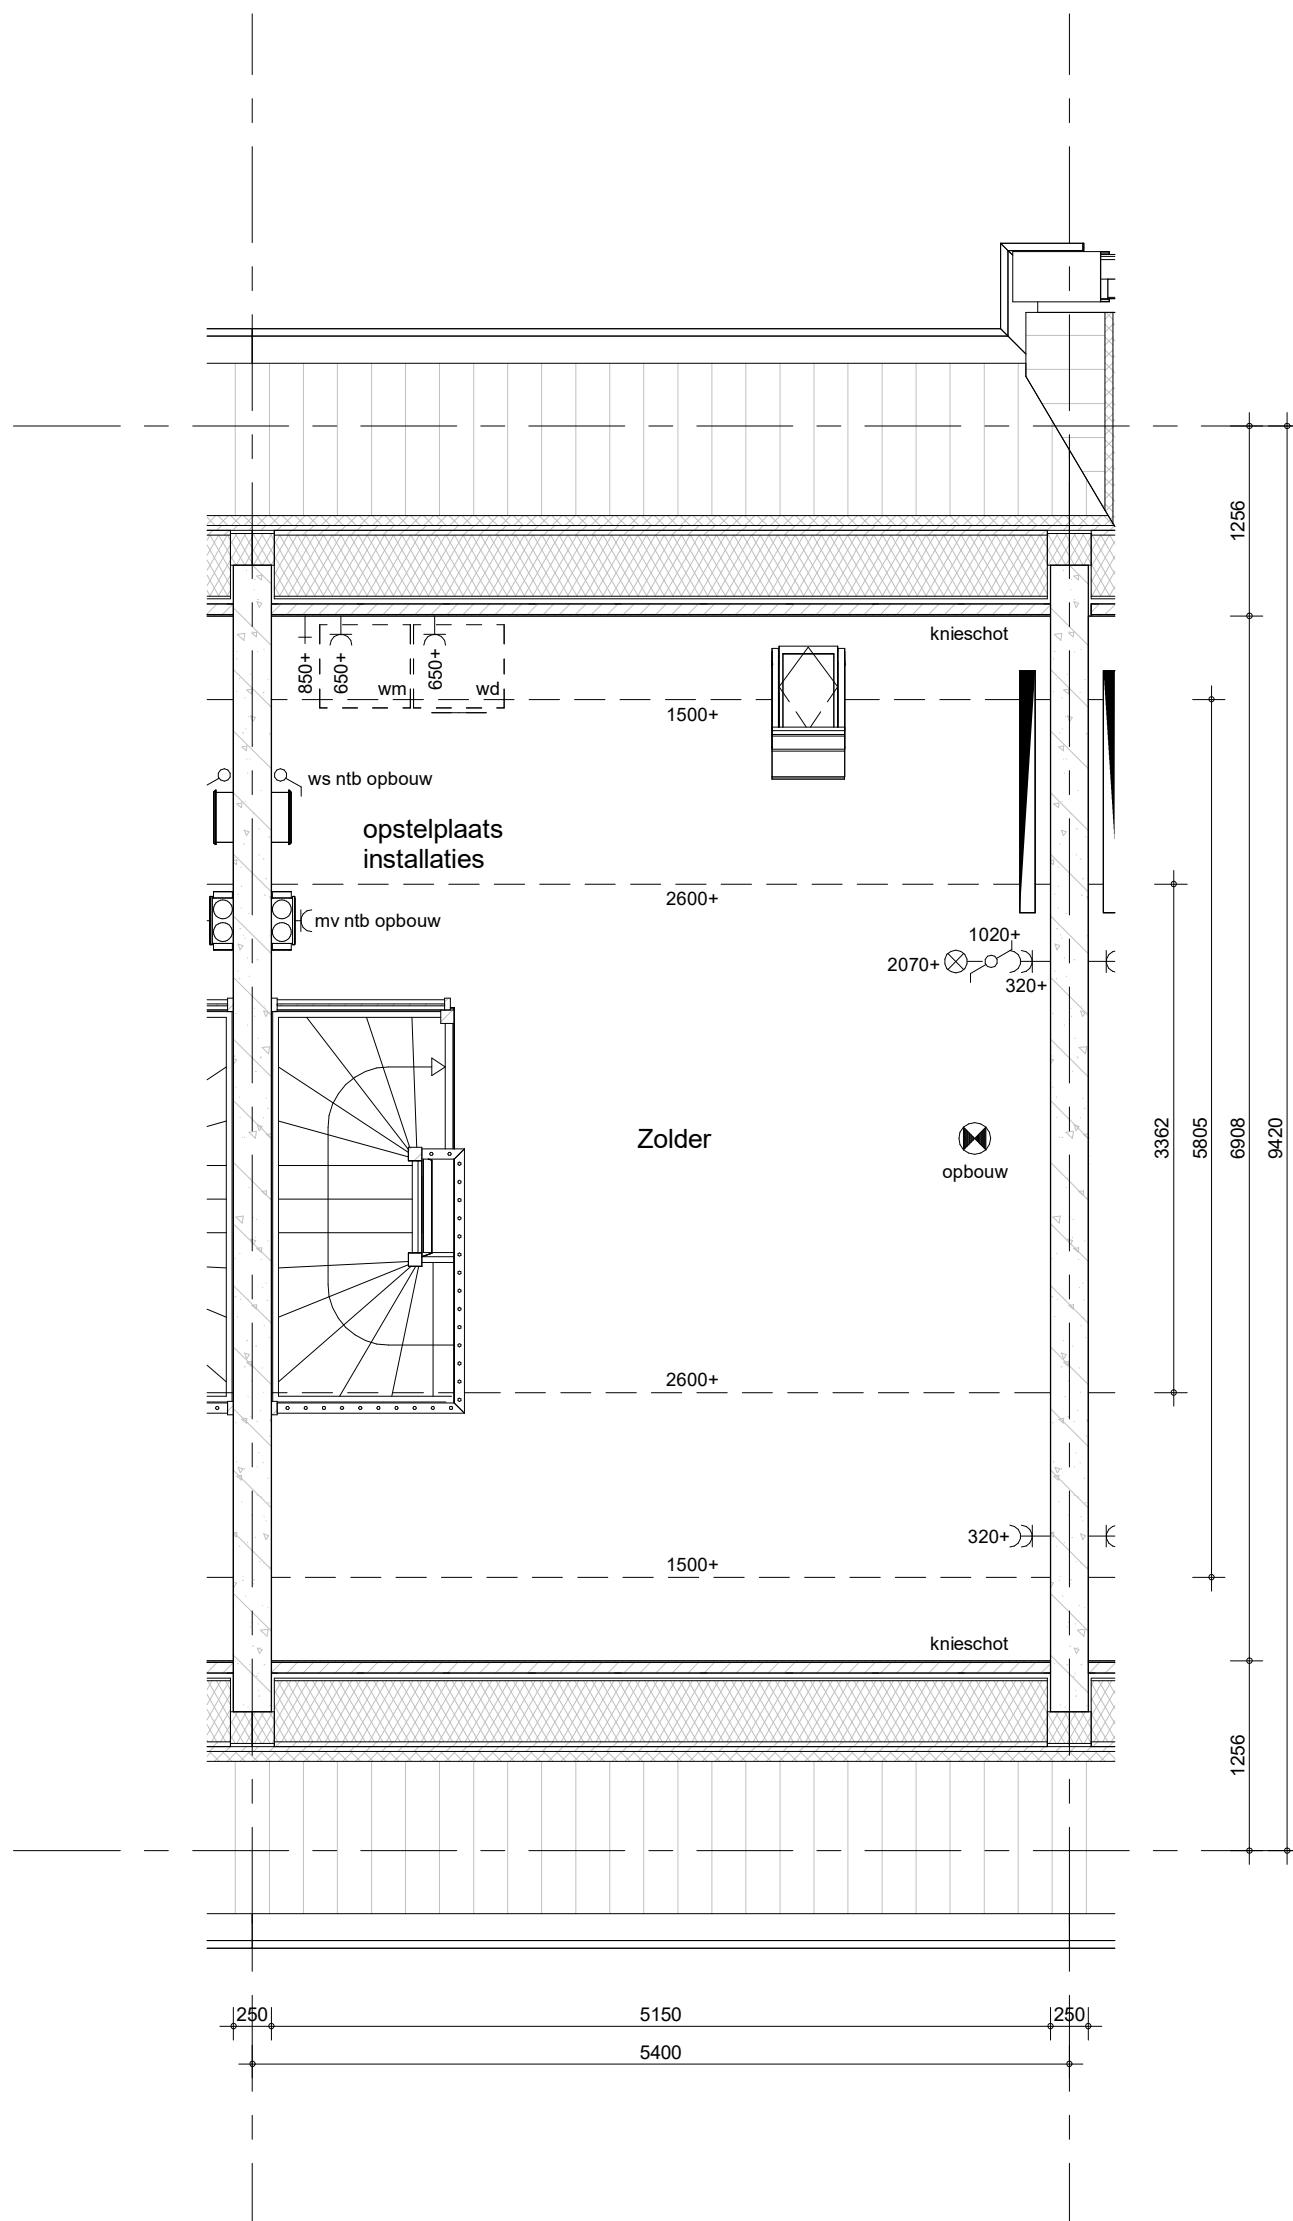 1256
knieschot
850+
650+
650+
wm
wd
1500+
ws ntb opbouw
opstelplaats
installaties
2600+
mv ntb opbouw
1020+
2070+
320+
Zolder
opbouw
3362
5805
6908
9420
2600+
320+
1500+
knieschot
1256
250
5150
250
5400